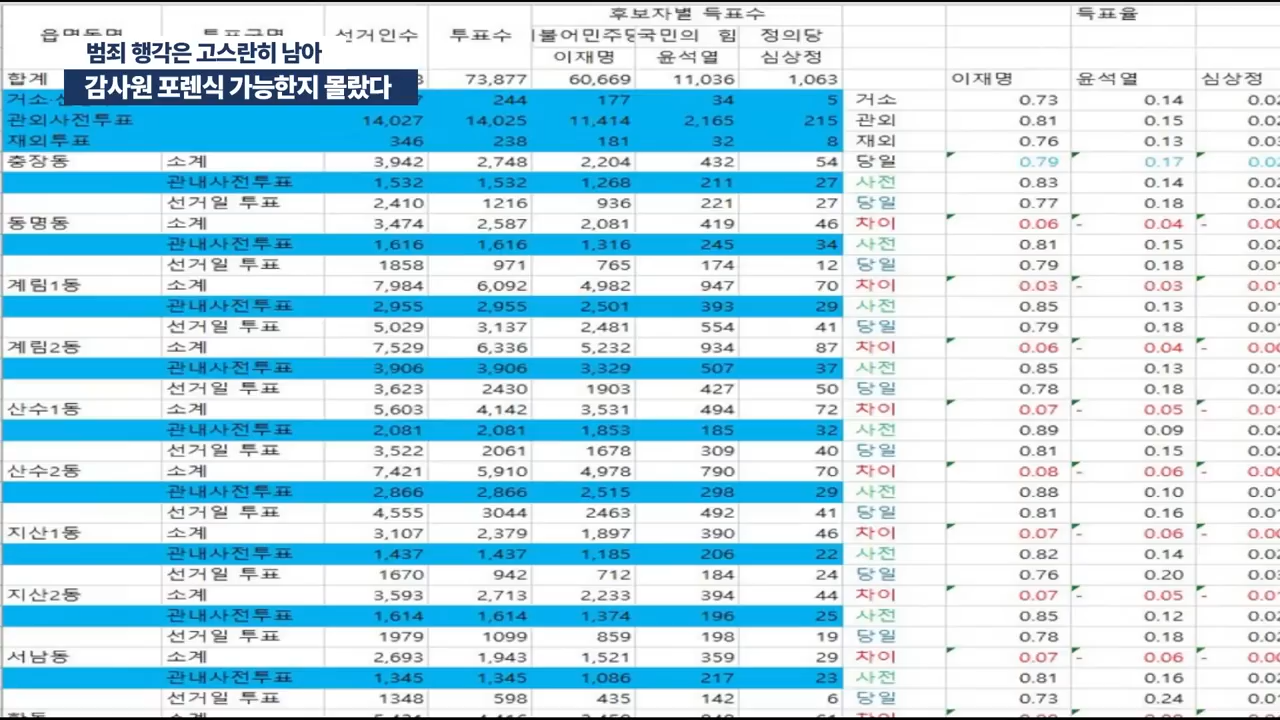 후보자별 득표수 득표율
선거인수 투표수 국민의 힘 정의당
범죄 행각은 고스란히 남아
이재명 윤석열 심상정
감사원 포렌식 가능한지 몰랐다
합계 73,877 60,669 11,036 1,063 이재명 윤석열 심상정
244 177 34 5 거소 0.73 0.14
관외사전투표 14,027 14,025 11,414 2,165 215 관외 0.81 0.15
재외투표 346 238 181 32 8 재외 0.76 0.13
충장동 소계 3,942 2,748 2,204 432 54 당일 0.79 0.17
관내사전투표 1,532 1,532 1,268 211 27 사전 0.83 0.14
선거일 투표 2,410 1216 936 221 27 당일 0.77 0.18
동명동 소계 3,474 2,587 2,081 419 46 차이 0.06 - 0.04 -
관내사전투표 1,616 1,616 1,316 245 34 사전 0.81 0.15
선거일 투표 1858 971 765 174 12 당일 0.79 0.18
계림1동 소계 7,984 6,092 4,982 947 70 차이 0.03 - 0.03
관내사전투표 2,955 2,955 2,501 393 29 사전 0.85 0.13
선거일 투표 5,029 3,137 2,481 554 41 당일 0.79 0.18
계림2동 소계 7,529 6,336 5,232 934 87 차이 0.06 - 0.04 -
관내사전투표 3,906 3,906 3,329 507 37 사전 0.85 0.13
선거일 투표 3,623 2430 1903 427 50 당일 0.78 0.18
산수1동 소계 5,603 4,142 3,531 494 72 차이 0.07 - 0.05 -
관내사전투표 2,081 2,081 1,853 185 32 사전 0.89 0.09
선거일 투표 3,522 2061 1678 309 40 당일 0.81 0.15
산수2동 소계 7,421 5,910 4,978 790 70 차이 0.08 - 0.06 -
관내사전투표 2,866 2,866 2,515 298 29 사전 0.88 0.10
선거일 투표 4,555 3044 2463 492 41 당일 0.81 0.16
지산1동 소계 3,107 2,379 1,897 390 46 차이 0.07 - 0.06 -
관내사전투표 1,437 1,437 1,185 206 22 사전 0.82 0.14
선거일 투표 1670 942 712 184 24 당일 0.76 0.20
지산2동 소계 3,593 2,713 2,233 394 44 차이 0.07 - 0.05 -
관내사전투표 1,614 1,614 1,374 196 25 사전 0.85 0.12
선거일 투표 1979 1099 859 198 19 당일 0.78 0.18
서남동 소계 2,693 1,943 1,521 359 29 차이 0.07 - 0.06 -
관내사전투표 1,345 1,345 1,086 217 23 사전 0.81 0.16
선거일 투표 1348 598 435 142 6 당일 0.73 0.24